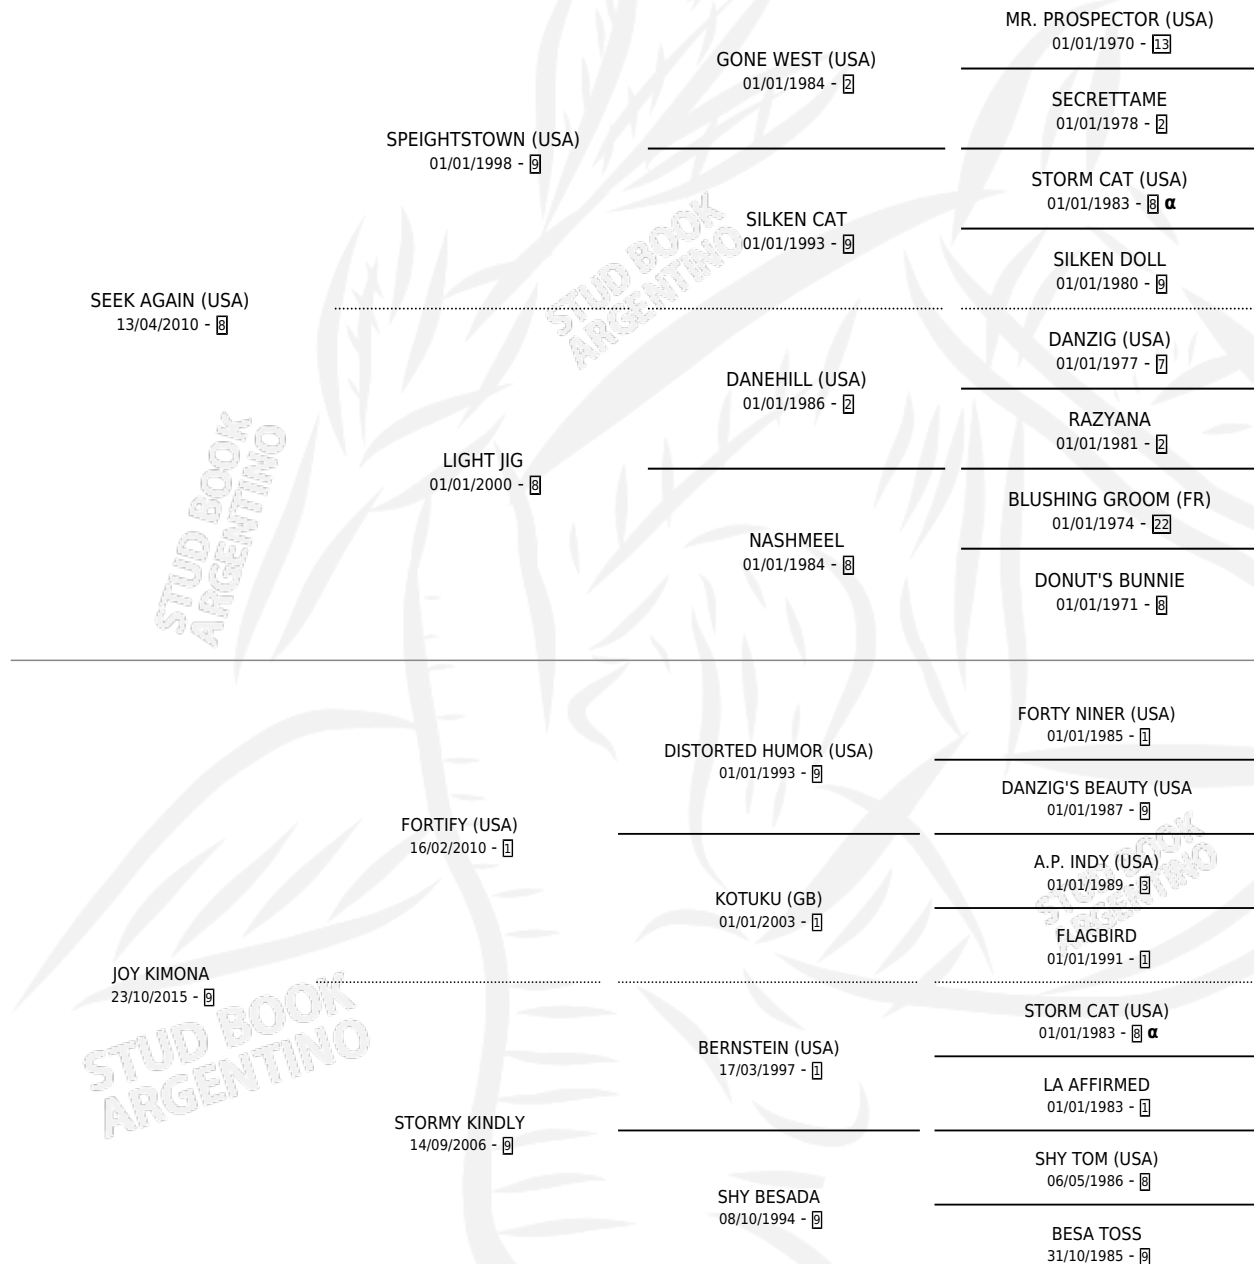 MR. PROSPECTOR (USA)
01/01/1970 - 13
GONE WEST (USA)
01/01/1984 - 2
SECRETTAME
01/01/1978 - 2
SPEIGHTSTOWN (USA)
01/01/1998 - 9
STORM CAT (USA)
01/01/1983 - 8 α
SILKEN CAT
01/01/1993 - 9
SILKEN DOLL
01/01/1980 - 9
SEEK AGAIN (USA)
13/04/2010 - 8
DANZIG (USA)
01/01/1977 - 7
DANEHILL (USA)
01/01/1986 - 2
RAZYANA
01/01/1981 - 2
LIGHT JIG
01/01/2000 - 8
BLUSHING GROOM (FR)
01/01/1974 - 22
NASHMEEL
01/01/1984 - 8
DONUT'S BUNNIE
01/01/1971 - 8
FORTY NINER (USA)
01/01/1985 - 1
DISTORTED HUMOR (USA)
01/01/1993 - 9
DANZIG'S BEAUTY (USA
01/01/1987 - 9
FORTIFY (USA)
16/02/2010 - 1
A.P. INDY (USA)
01/01/1989 - 3
KOTUKU (GB)
01/01/2003 - 1
FLAGBIRD
01/01/1991 - 1
JOY KIMONA
23/10/2015 - 9
STORM CAT (USA)
01/01/1983 - 8 α
BERNSTEIN (USA)
17/03/1997 - 1
LA AFFIRMED
01/01/1983 - 1
STORMY KINDLY
14/09/2006 - 9
SHY TOM (USA)
06/05/1986 - 8
SHY BESADA
08/10/1994 - 9
BESA TOSS
31/10/1985 - 9
STUD BOOK
ARGENTINO
STUD BOOK
ARGENTINO
STUD BOOK
ARGENTINO
STUD BOOK
ARGENTINO